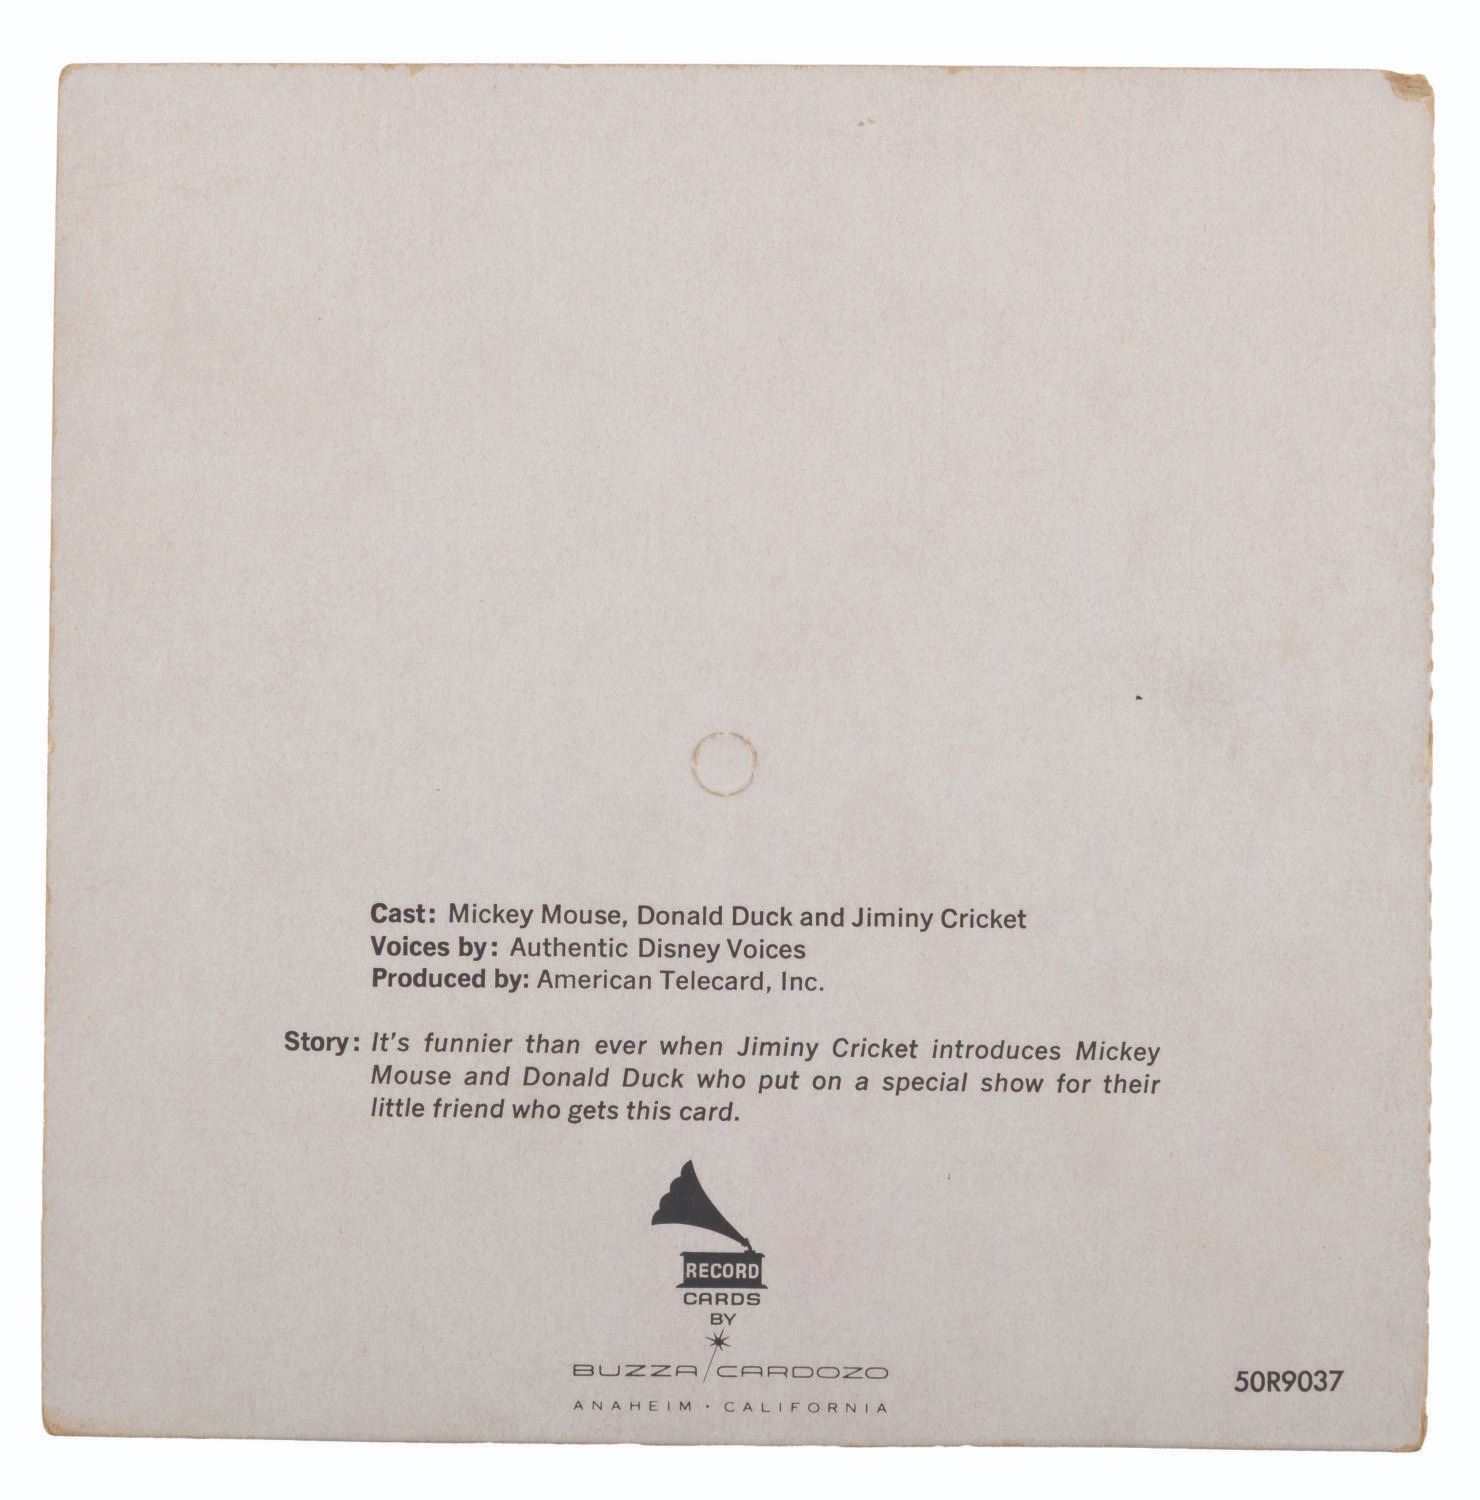 Cast: Mickey Mouse, Donald Duck and Jiminy Cricket
Voices by: Authentic Disney Voices
Produced by: American Telecard, Inc.
Story: It's funnier than ever when Jiminy Cricket introduces Mickey
Mouse and Donald Duck who put on a special show for their
little friend who gets this card.
RECORD
CARDS
BY
BUZZA/CARDOZO
ANAHEIM · CALIFORNIA
50R9037